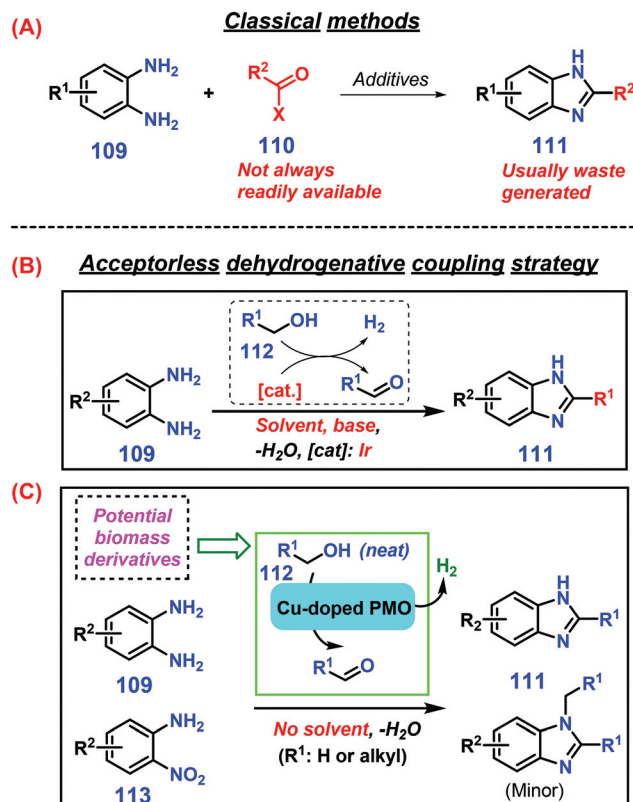 (A) Classical methods
R¹ NH₂ NH₂
109
+
R² O X
110
Not always
readily available
Additives
R¹ H N N R²
111
Usually waste
generated
(B) Acceptorless dehydrogenative coupling strategy
R¹ OH H₂
112
[cat.] R¹ O
R² NH₂ NH₂
109
Solvent, base,
-H₂O, [cat]: Ir
R² H N N R¹
111
(C)
Potential
biomass
derivatives
R¹ OH (neat)
112
H₂
Cu-doped PMO
R¹ O
R² NH₂ NH₂
109
R₂ H N N R¹
111
R² NH₂ NO₂
113
No solvent, -H₂O
(R¹: H or alkyl)
R¹
R² N N R¹
(Minor)